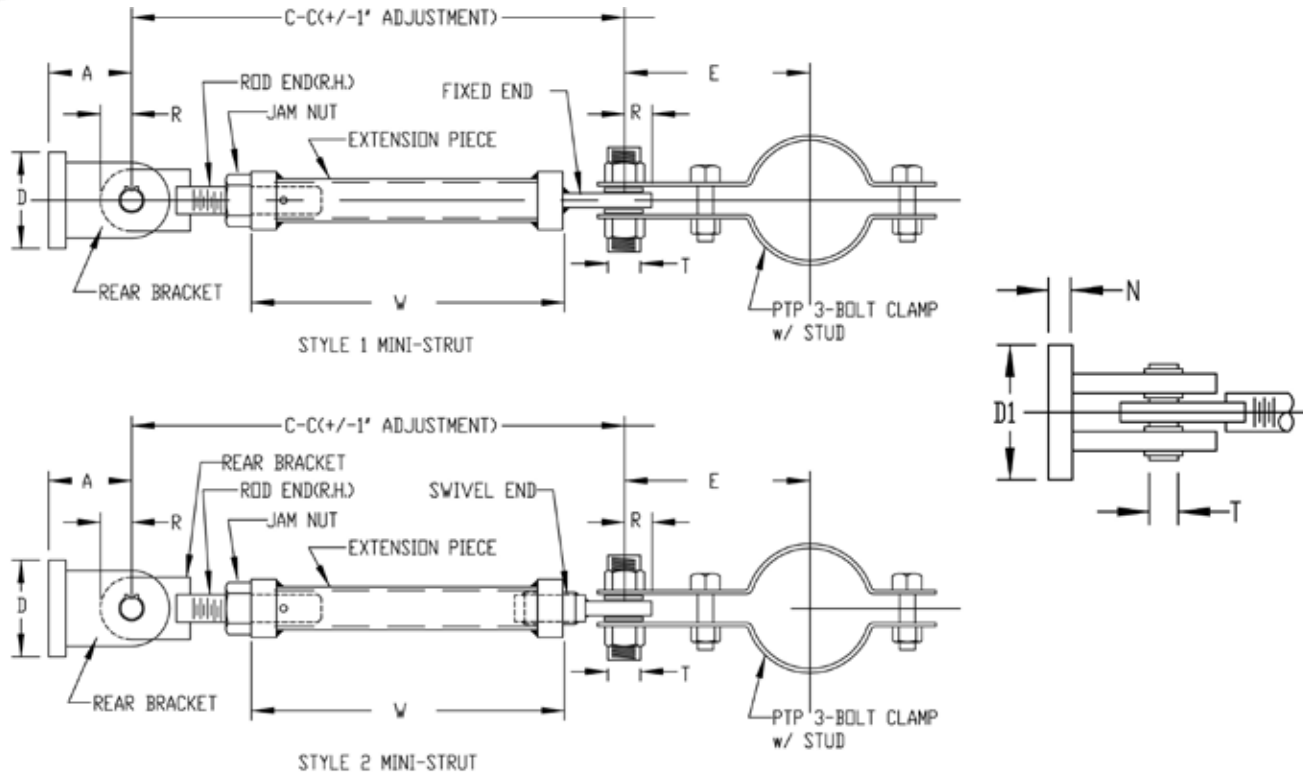 C-C(+/-1" ADJUSTMENT)
A
E
ROD END(R.H.)
FIXED END
R
JAM NUT
R
EXTENSION PIECE
D
T
REAR BRACKET
W
PTP 3-BOLT CLAMP
w/ STUD
STYLE 1 MINI-STRUT
N
D1
T
C-C(+/-1" ADJUSTMENT)
REAR BRACKET
A
E
ROD END(R.H.)
SWIVEL END
R
JAM NUT
R
EXTENSION PIECE
D
T
REAR BRACKET
W
PTP 3-BOLT CLAMP
w/ STUD
STYLE 2 MINI-STRUT